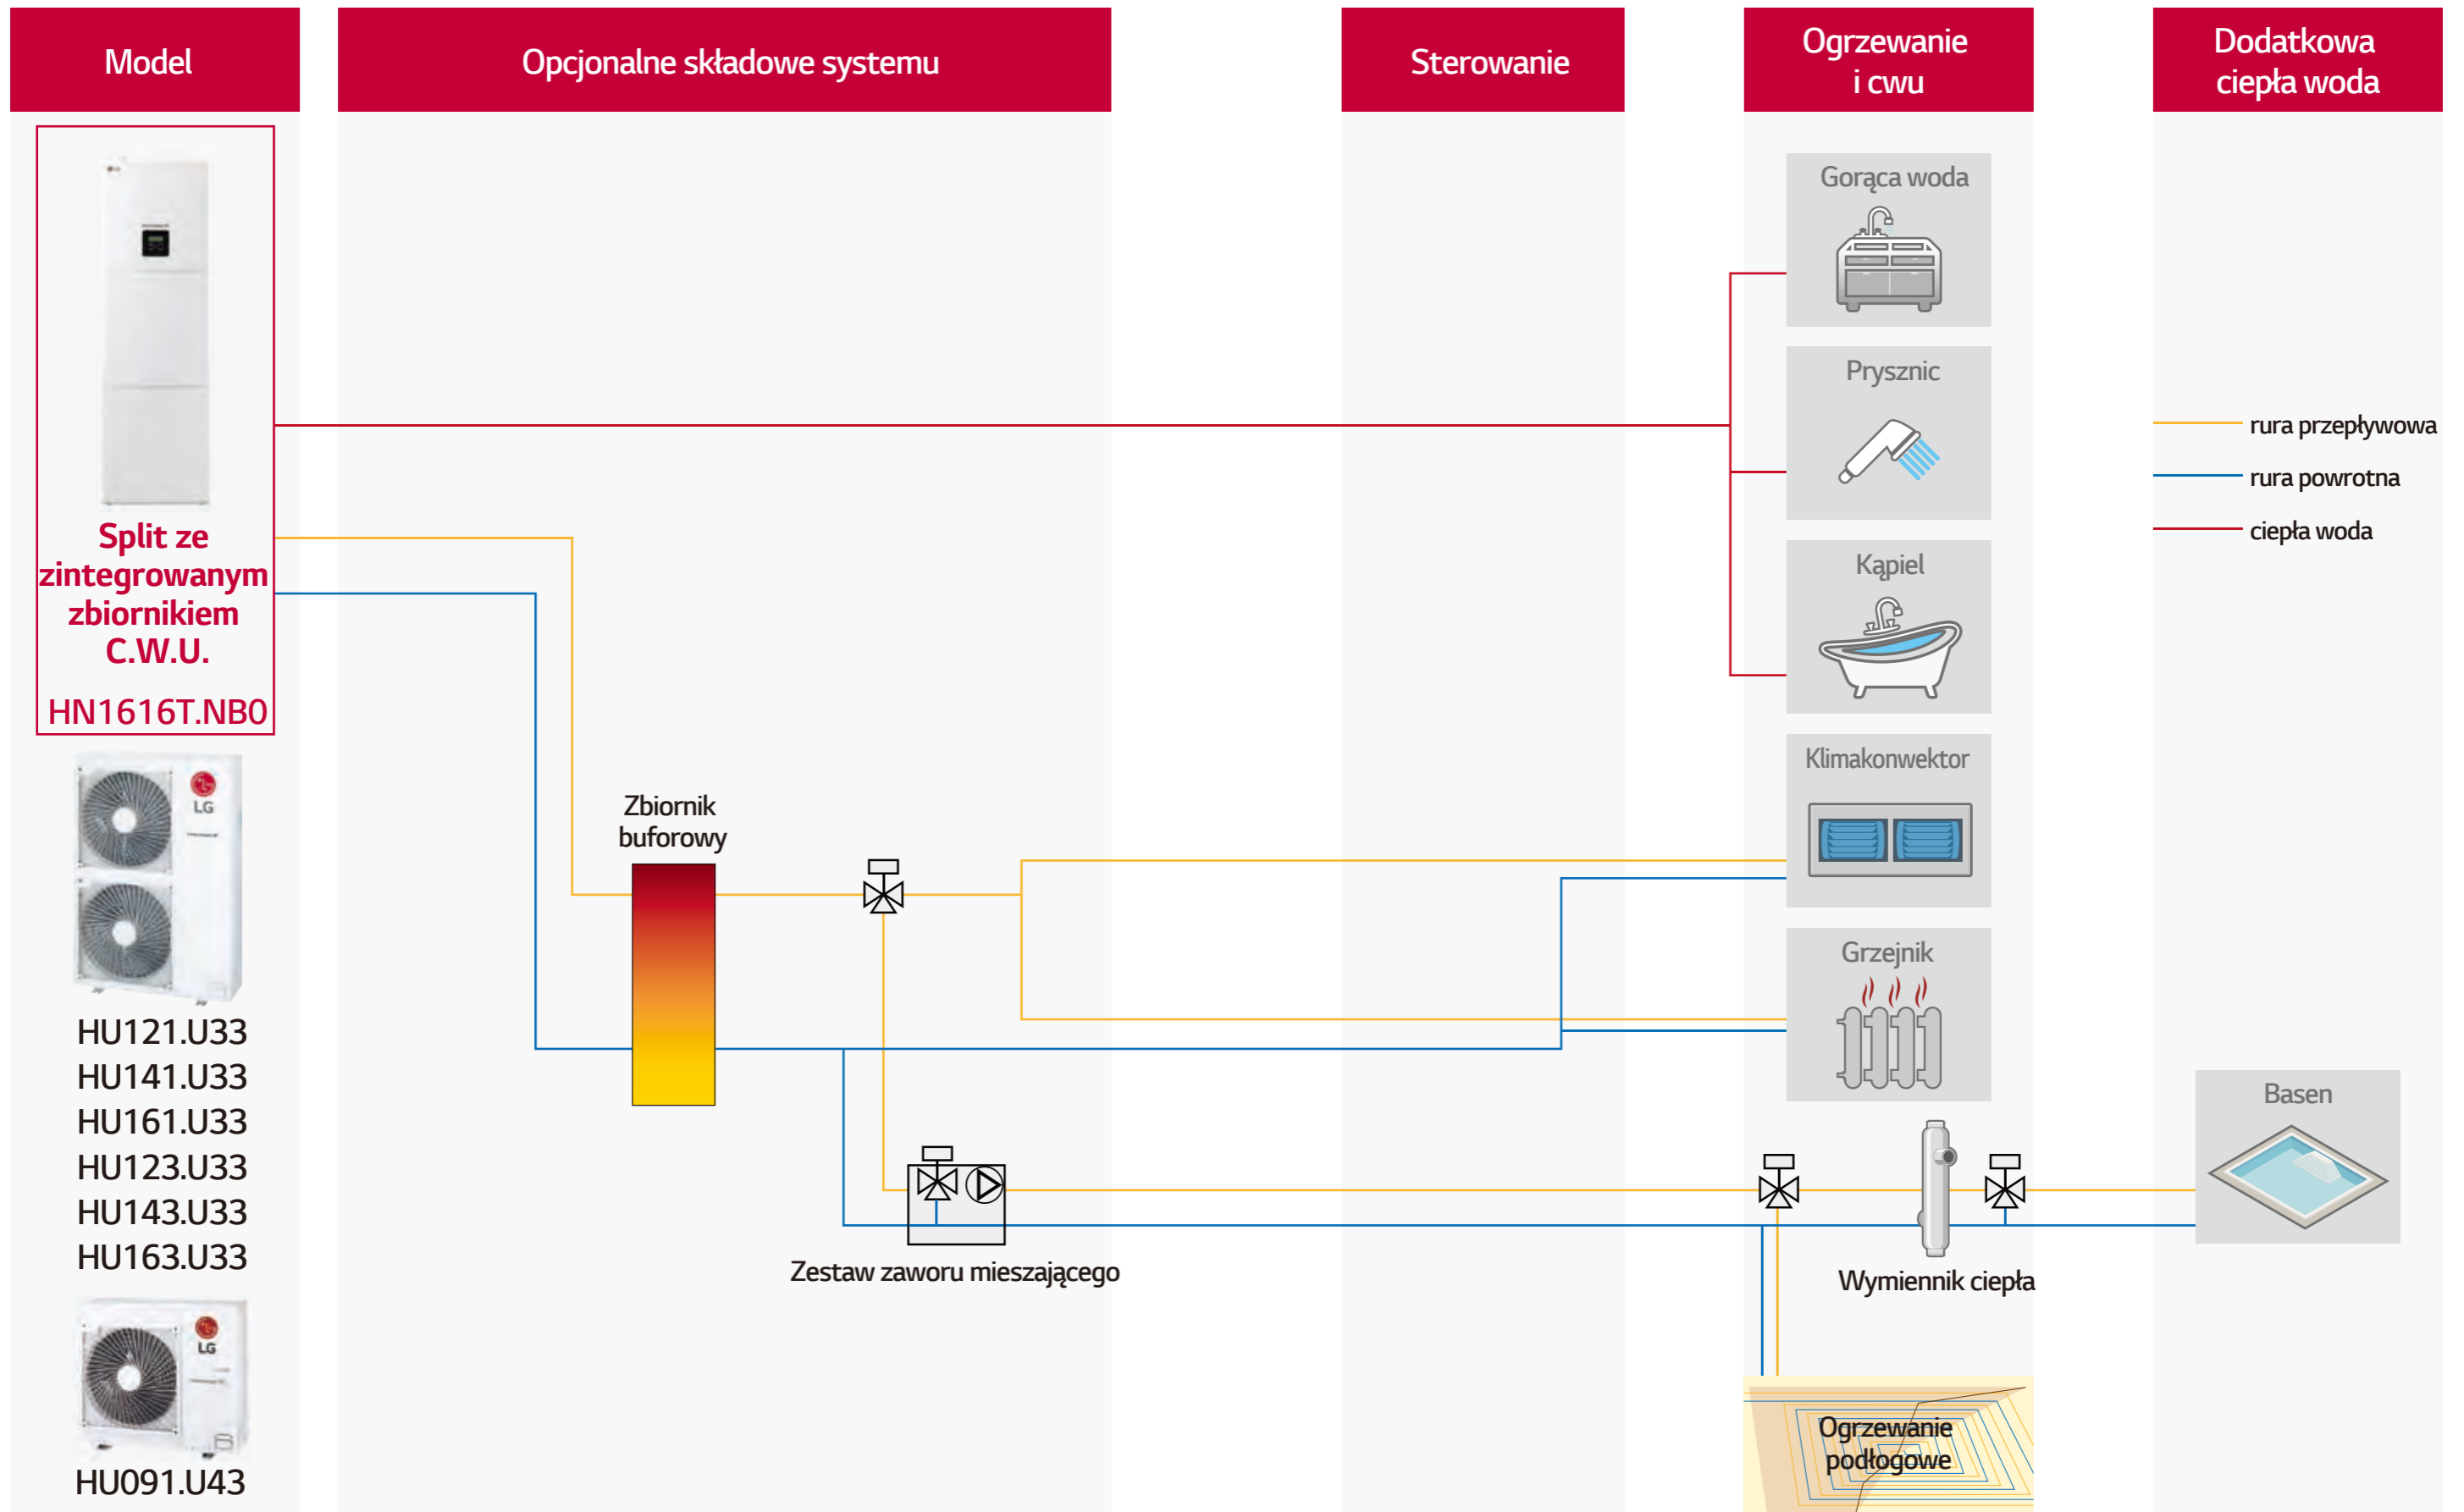 Model
Opcjonalne składowe systemu
Sterowanie
Ogrzewanie
i cwu
Dodatkowa
ciepła woda
Split ze
zintegrowanym
zbiornikiem
C.W.U.
HN1616T.NB0
LG
HU121.U33
HU141.U33
HU161.U33
HU123.U33
HU143.U33
HU163.U33
LG
HU091.U43
Zbiornik
buforowy
Zestaw zaworu mieszającego
Gorąca woda
Prysznic
Kąpiel
Klimakonwektor
Grzejnik
Wymiennik ciepła
Ogrzewanie
podłogowe
rura przepływowa
rura powrotna
ciepła woda
Basen